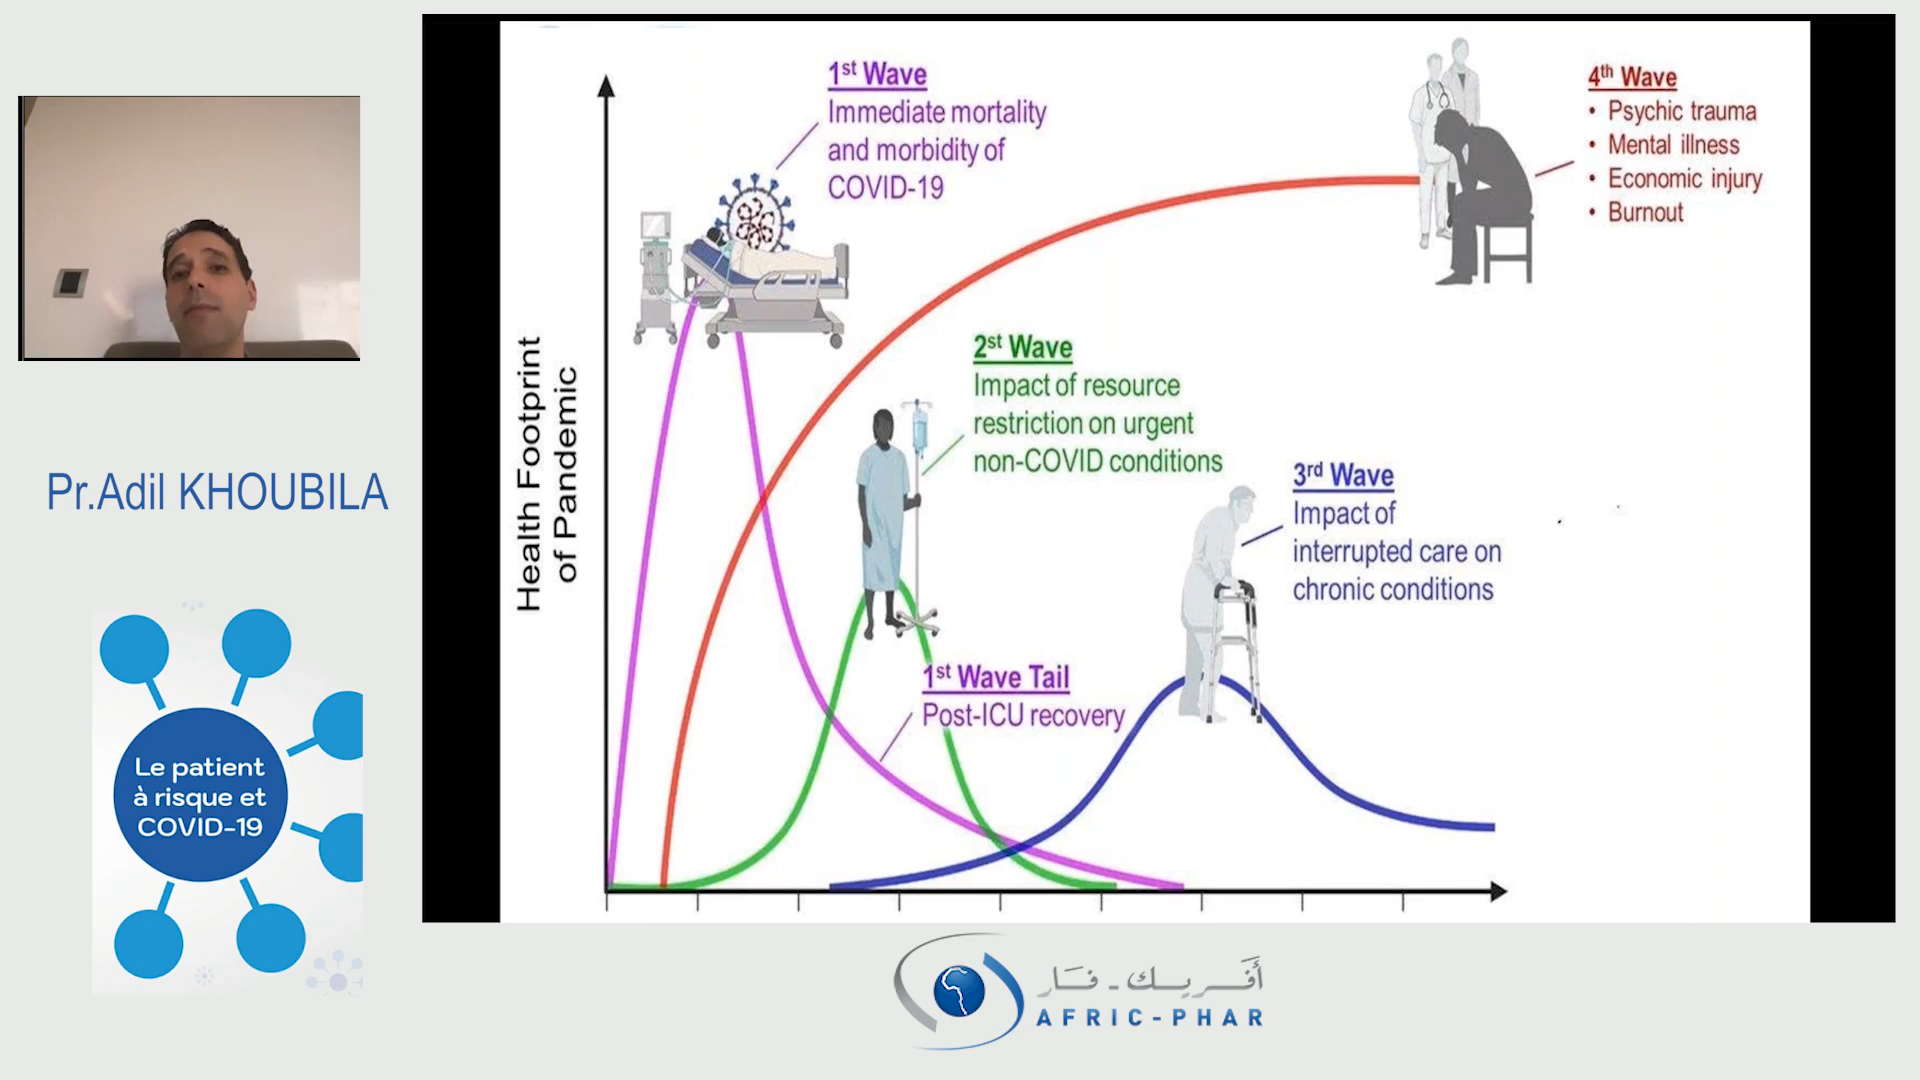 1st Wave
Immediate mortality
and morbidity of
COVID-19
4th Wave
• Psychic trauma
• Mental illness
• Economic injury
• Burnout
2st Wave
Impact of resource
restriction on urgent
non-COVID conditions
3rd Wave
Impact of
interrupted care on
chronic conditions
1st Wave Tail
Post-ICU recovery
Health Footprint
of Pandemic
Pr.Adil KHOUBILA
Le patient
à risque et
COVID-19
أفريك - فار
AFRIC-PHAR